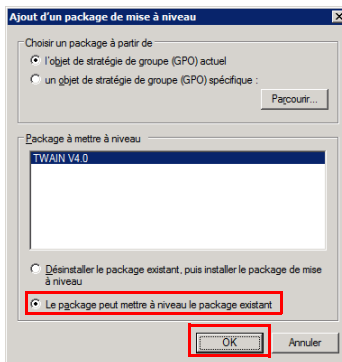 Ajout d'un package de mise à niveau
Choisir un package à partir de
l'objet de stratégie de groupe (GPO) actuel
un objet de stratégie de groupe (GPO) spécifique :
Parcourir...
Package à mettre à niveau
TWAIN V4.0
Désinstaller le package existant, puis installer le package de mise
à niveau
Le package peut mettre à niveau le package existant
OK
Annuler